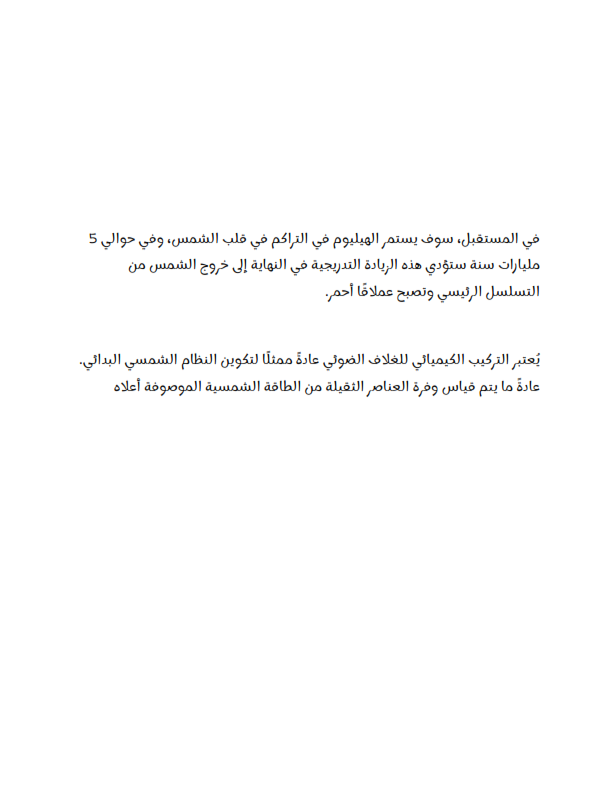 في المستقبل، سوف يستمر الهيليوم في التراكم في قلب الشمس، وفي حوالي 5
مليارات سنة ستؤدي هذه الزيادة التدريجية في النهاية إلى خروج الشمس من
التسلسل الرئيسي وتصبح عملاقًا أحمر.
يُعتبر التركيب الكيميائي للغلاف الضوئي عادةً ممثلًا لتكوين النظام الشمسي البدائي.
عادةً ما يتم قياس وفرة العناصر الثقيلة من الطاقة الشمسية الموصوفة أعلاه